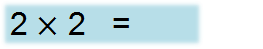 2 × 2 =